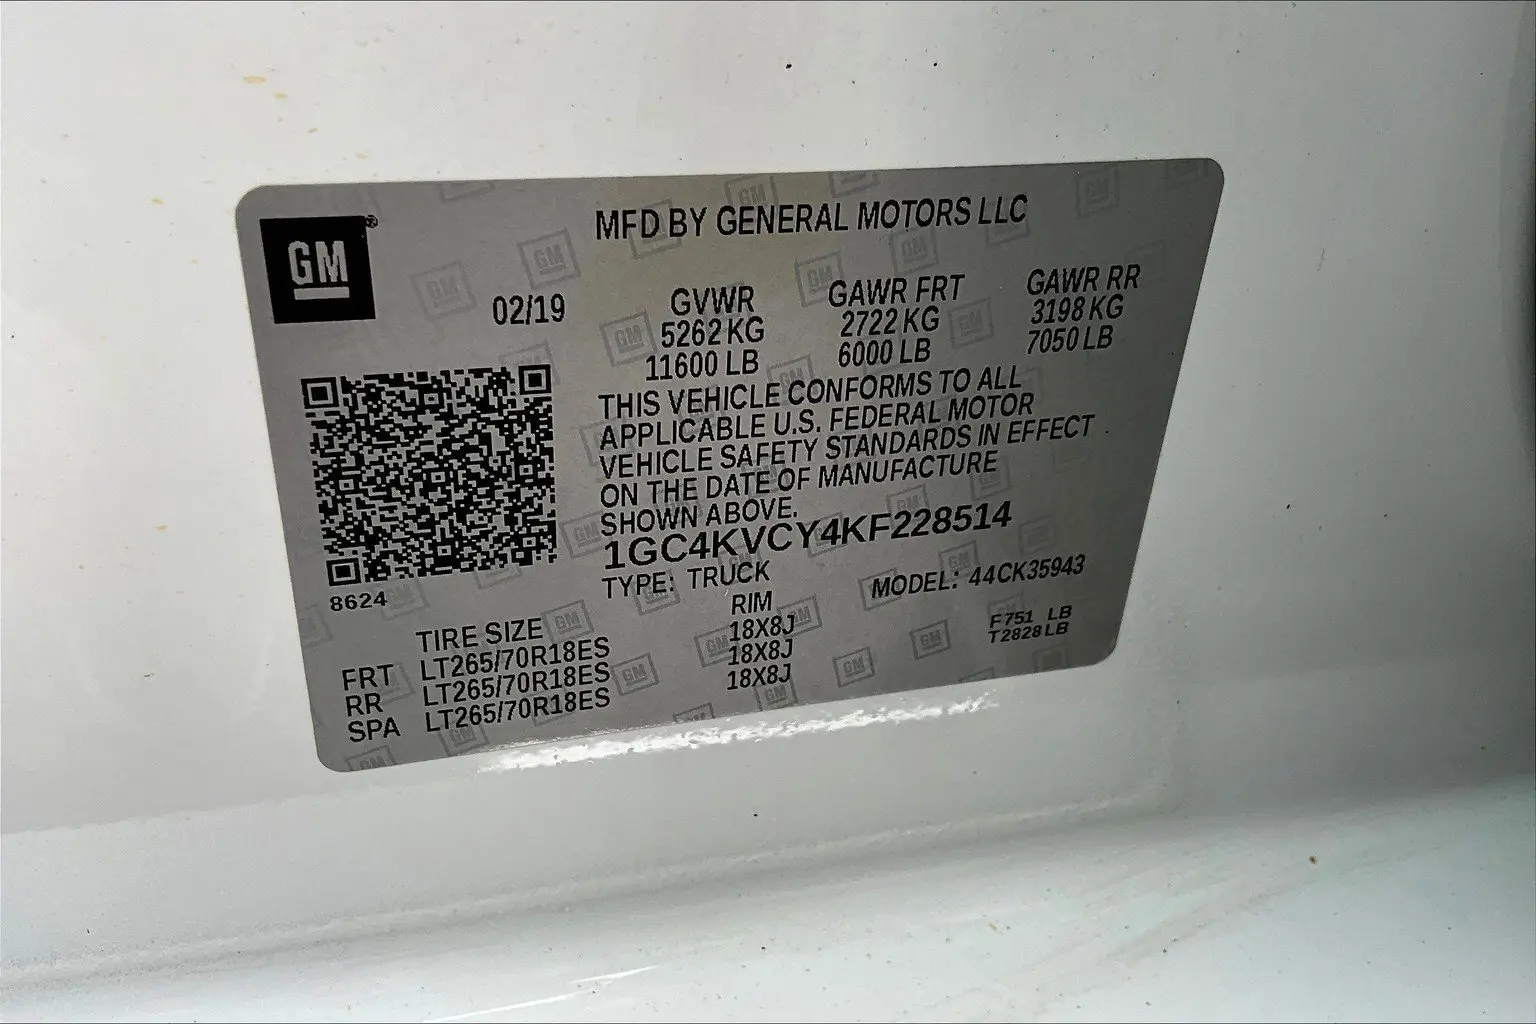 GM®
MFD BY GENERAL MOTORS LLC
02/19
GVWR GAWR FRT GAWR RR
5262 KG 2722 KG 3198 KG
11600 LB 6000 LB 7050 LB
THIS VEHICLE CONFORMS TO ALL
APPLICABLE U.S. FEDERAL MOTOR
VEHICLE SAFETY STANDARDS IN EFFECT
ON THE DATE OF MANUFACTURE
SHOWN ABOVE.
1GC4KVCY4KF228514
8624
TYPE: TRUCK MODEL: 44CK35943
TIRE SIZE RIM
FRT LT265/70R18ES 18X8J
RR LT265/70R18ES 18X8J
SPA LT265/70R18ES 18X8J
F751 LB
T2828 LB